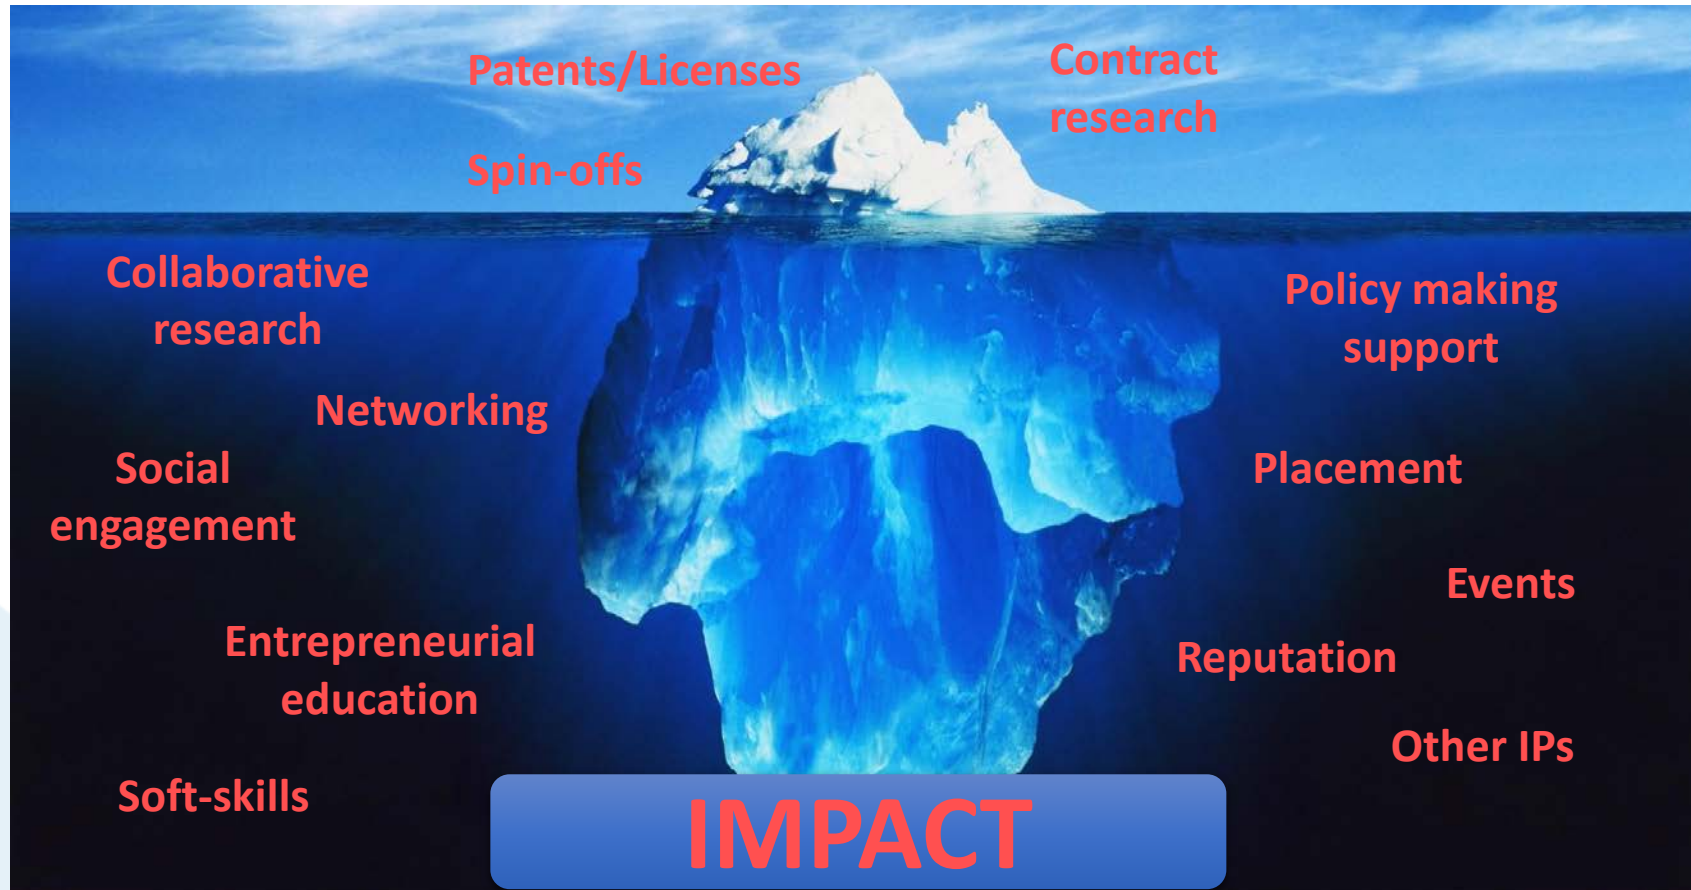 Patents/Licenses
Contract
research
Spin-offs
Collaborative
research
Policy making
support
Networking
Social
engagement
Placement
Events
Entrepreneurial
education
Reputation
Other IPs
Soft-skills
IMPACT